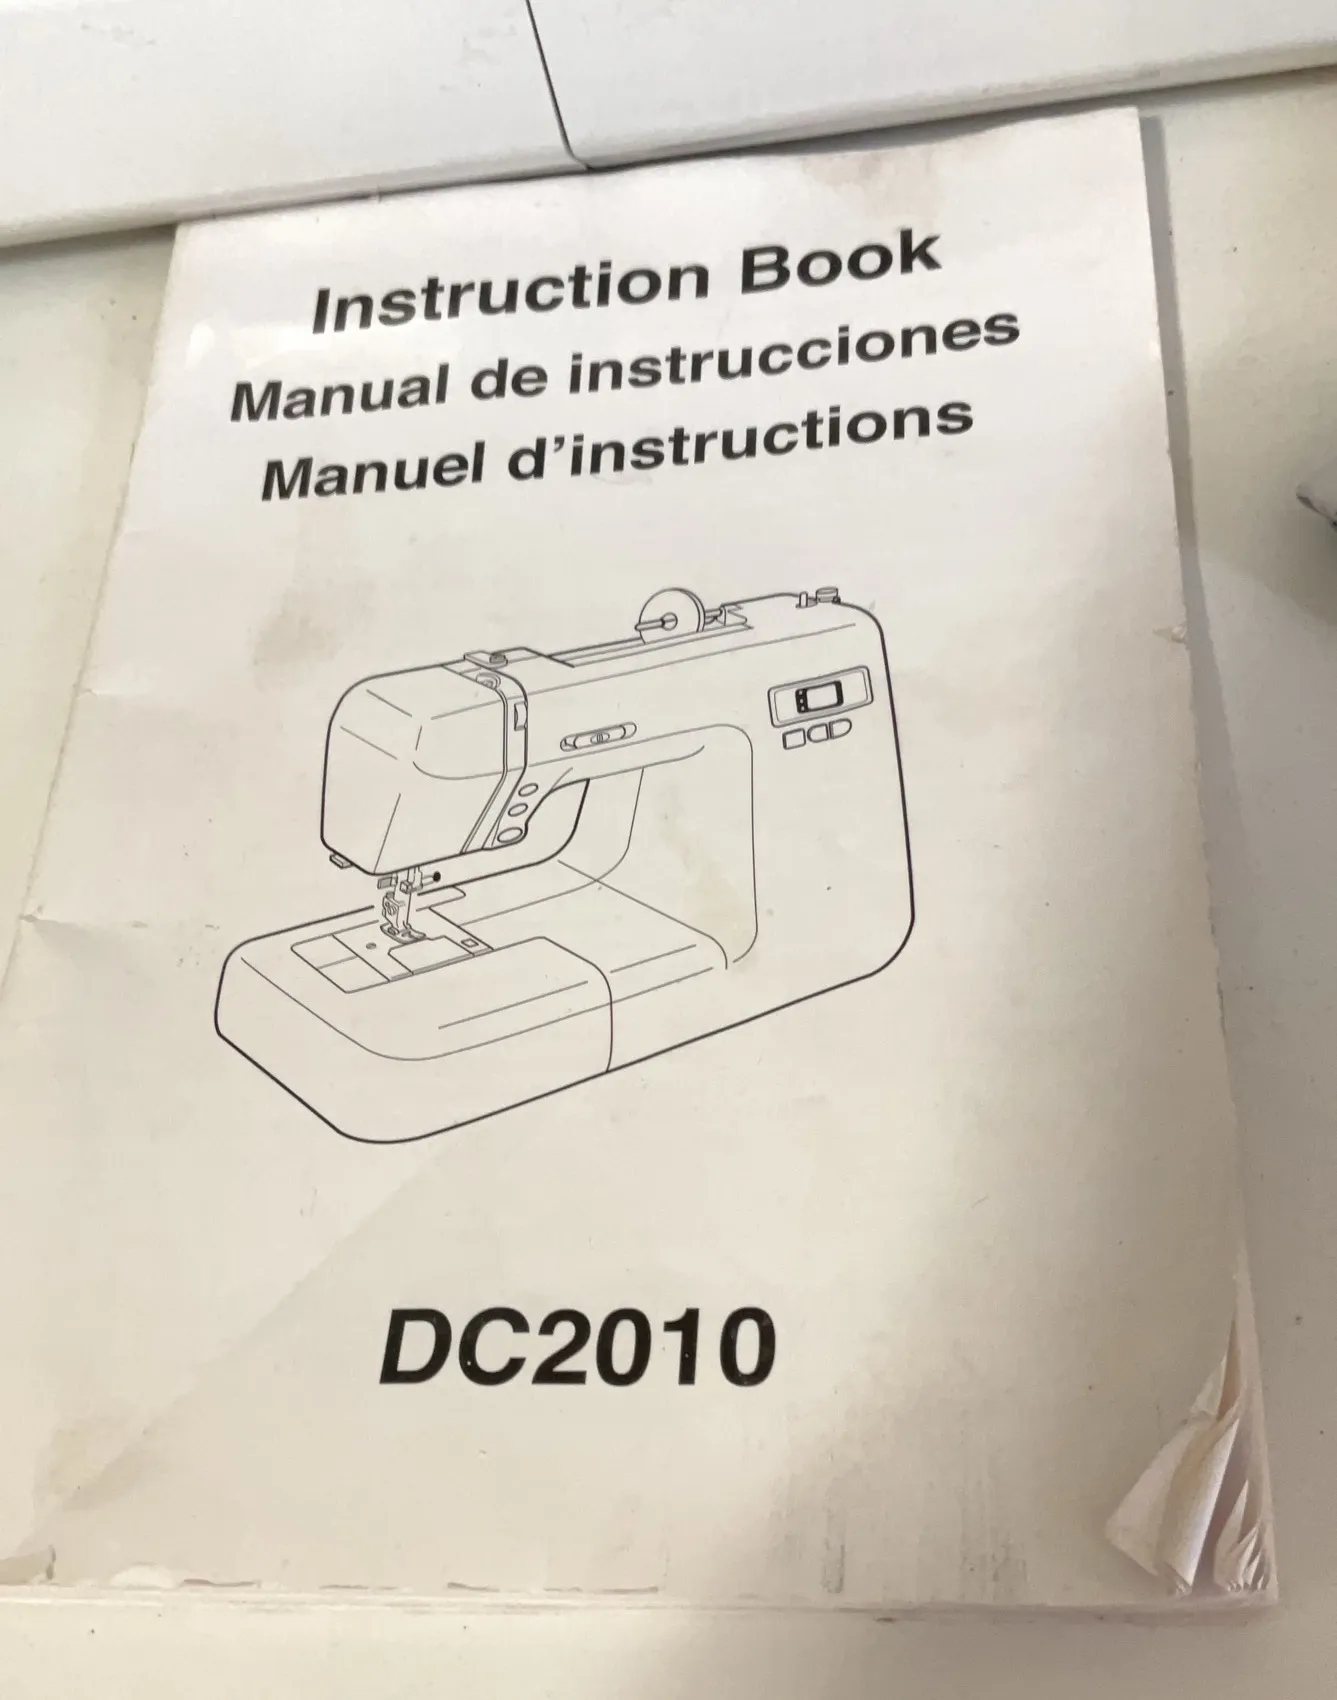 Instruction Book
Manual de instrucciones
Manuel d’instructions
DC2010